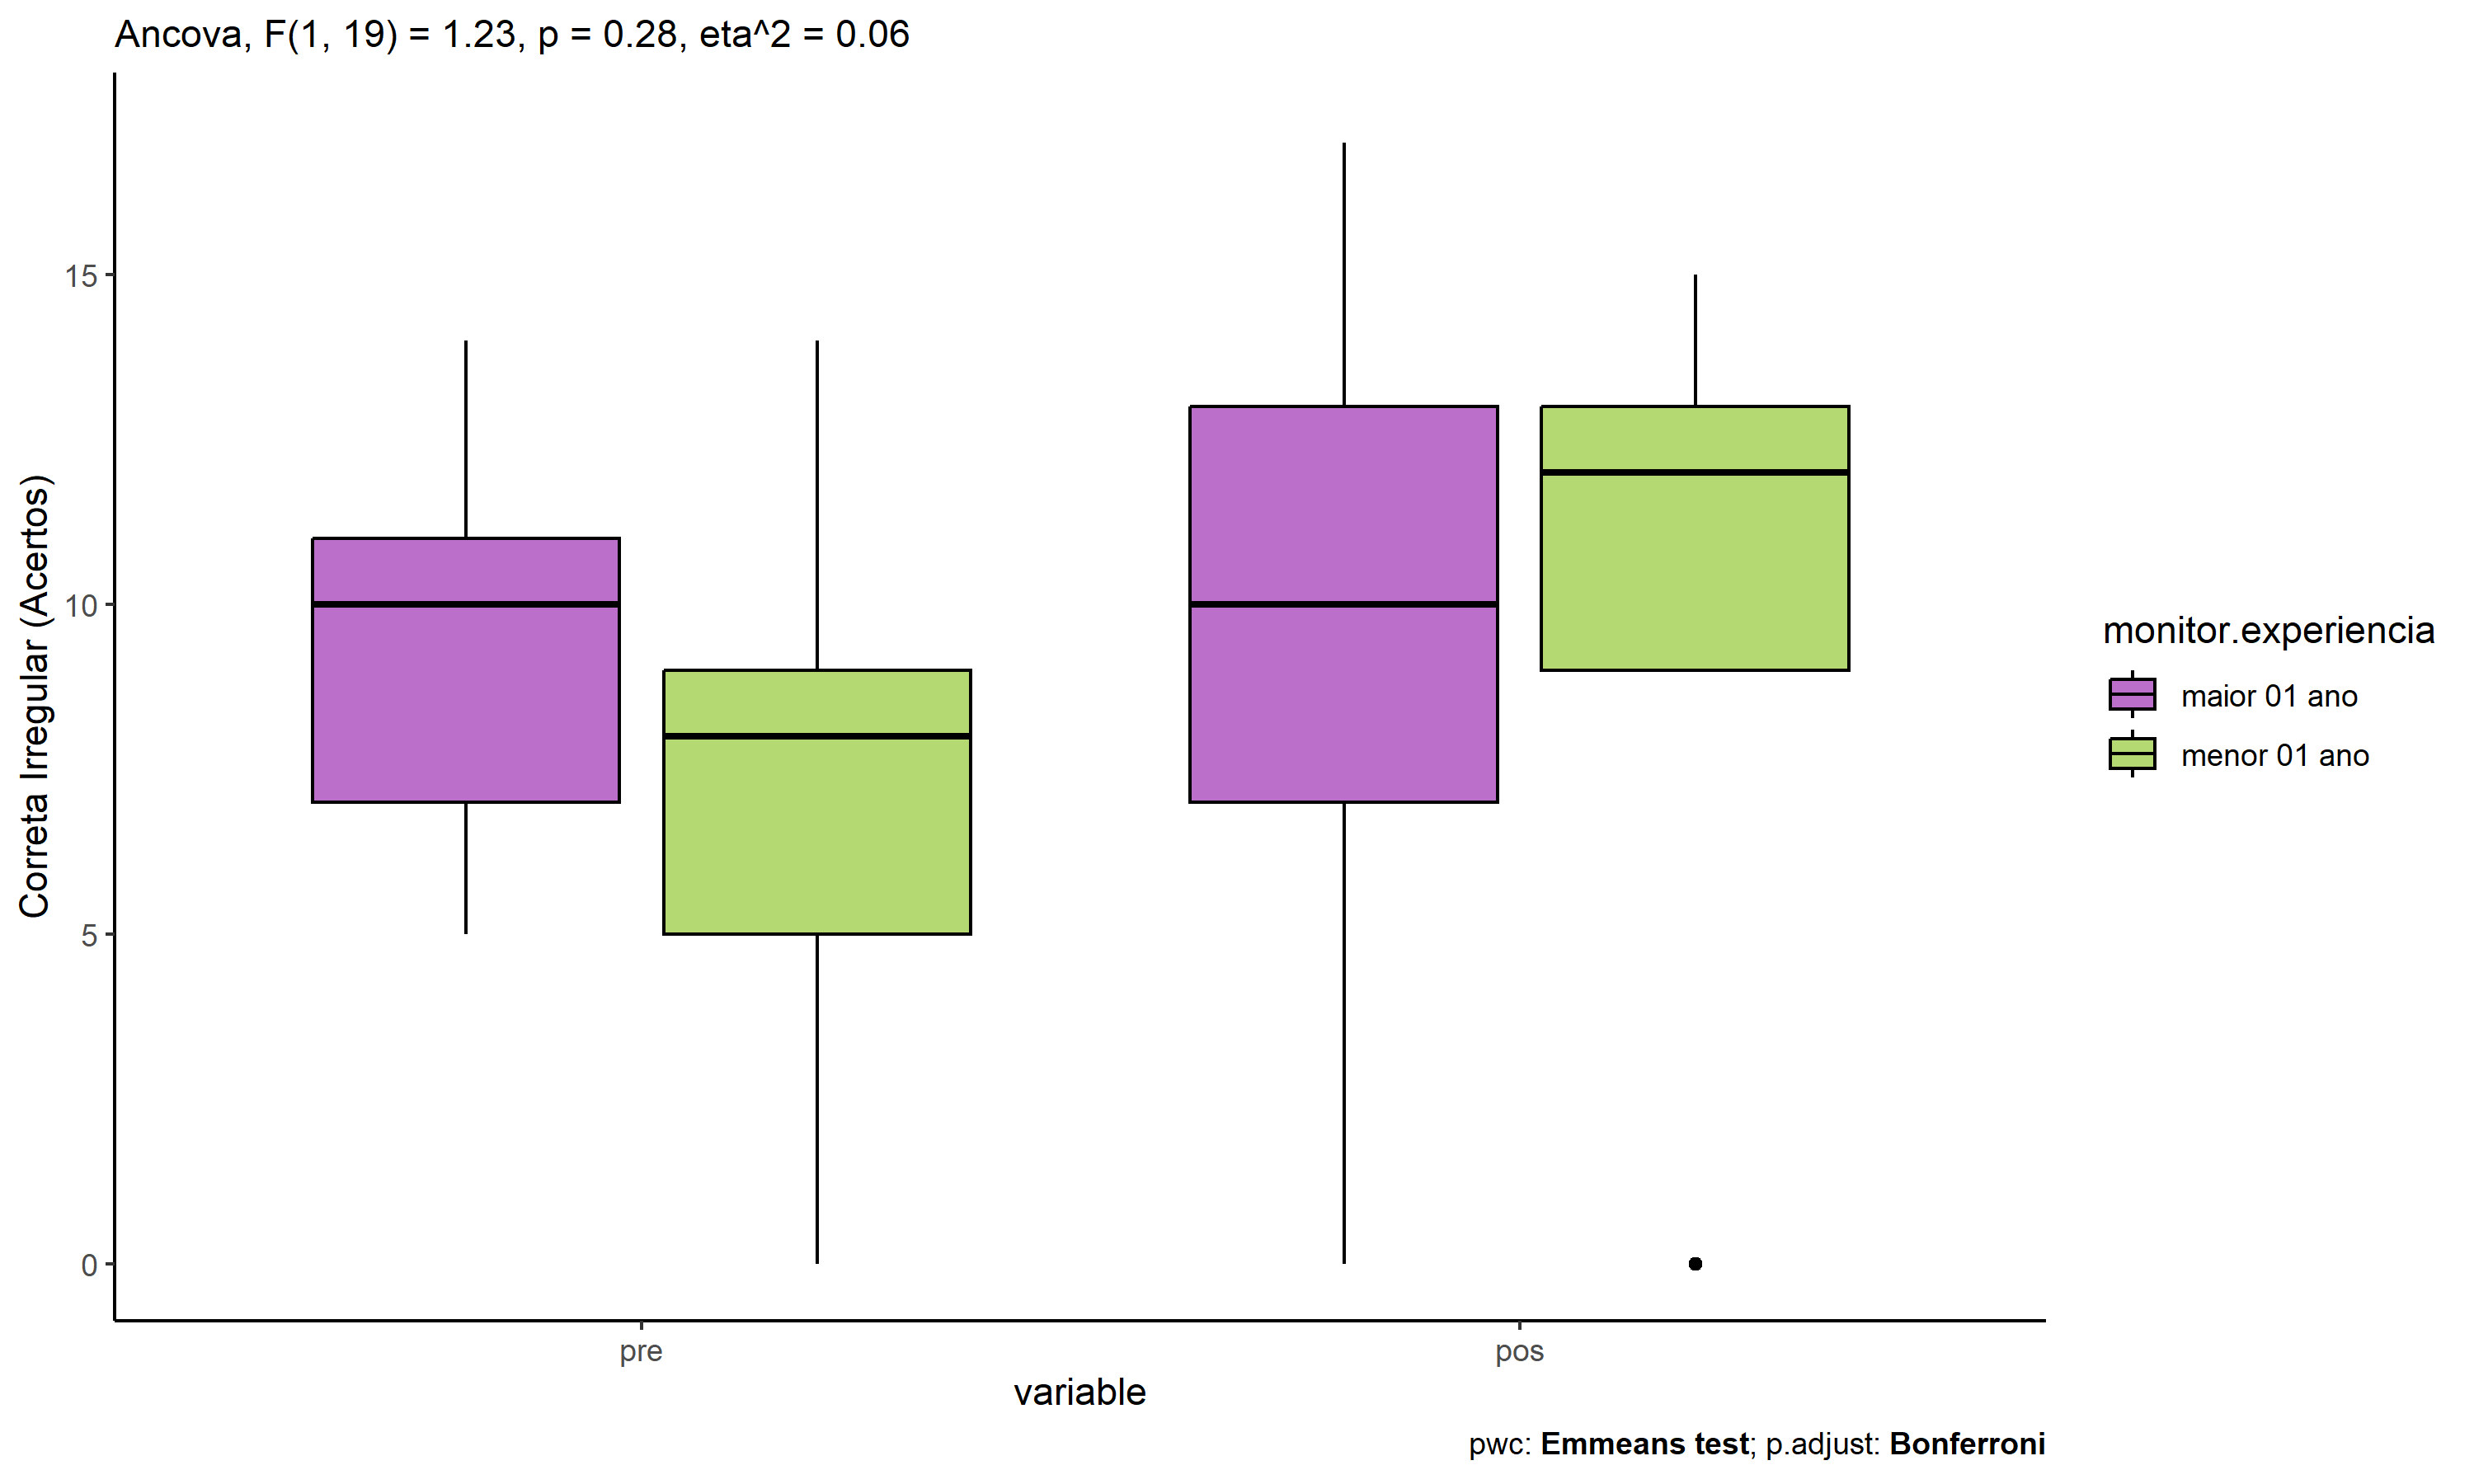 Ancova, F(1, 19) = 1.23, p = 0.28, eta^2 = 0.06
Correta Irregular (Acertos)
15
10
5
0
pre
pos
variable
monitor.experiencia
maior 01 ano
menor 01 ano
pwc: Emmeans test; p.adjust: Bonferroni